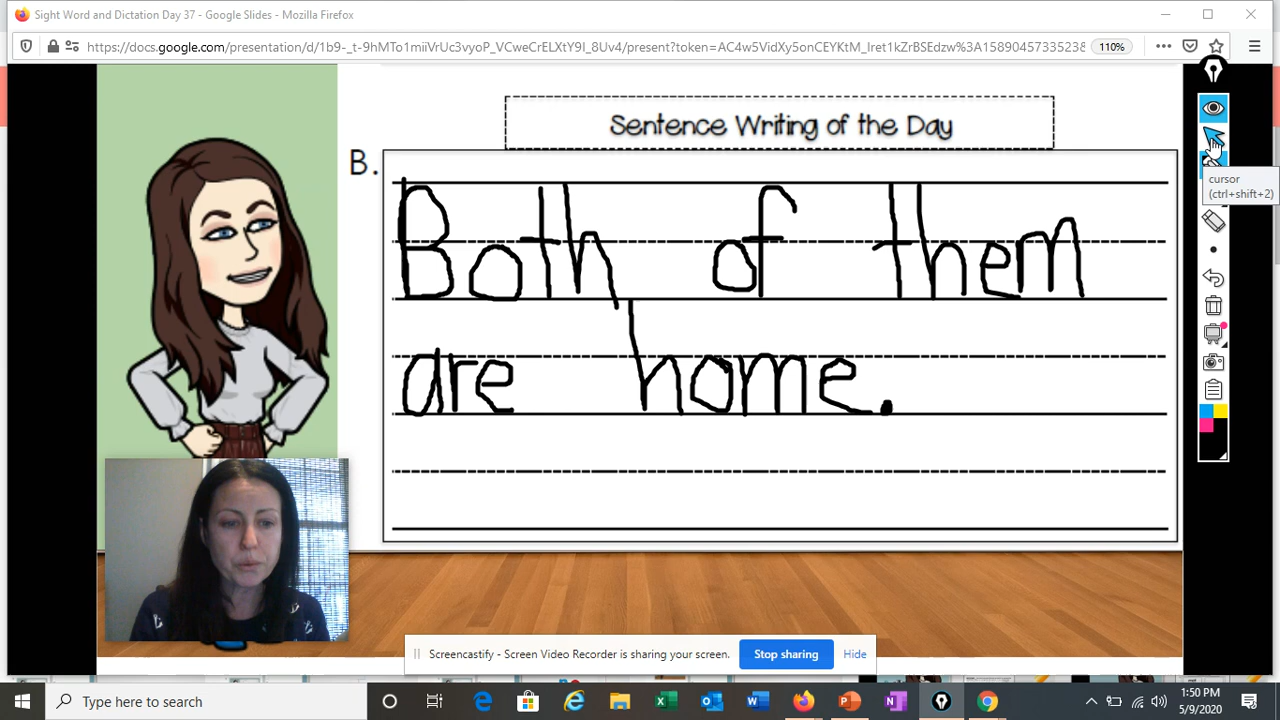 Sight Word and Dictation Day 37 - Google Slides - Mozilla Firefox
https://docs.google.com/presentation/d/1b9-_t-9hMTo1miiVrUc3vyoP_VCweCrELXtY9I_8Uv4/present?token=AC4w5VidXy5onCEYKtM_Iret1kZrBSEdzw%3A15890457335238
110%
Sentence Writing of the Day
B.
Both of them
are home.
cursor
(ctrl+shift+2)
Screencastify - Screen Video Recorder is sharing your screen.
Stop sharing
Hide
Type here to search
1:50 PM
5/9/2020